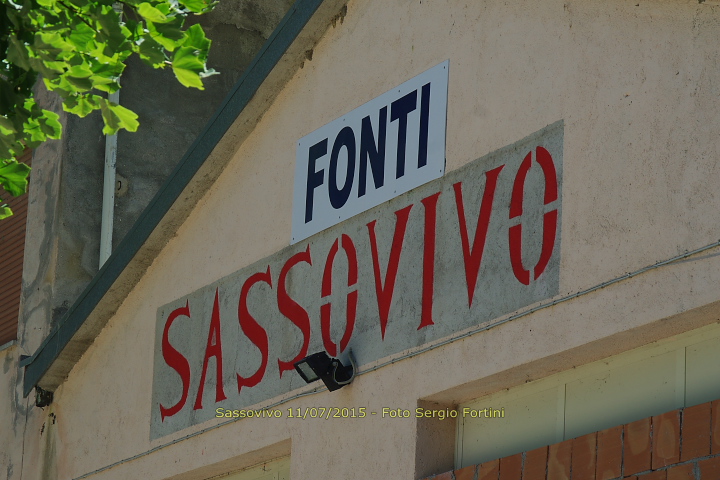 FONTI
SASSOVIVO
Sassovivo 11/07/2015 - Foto Sergio Fortini